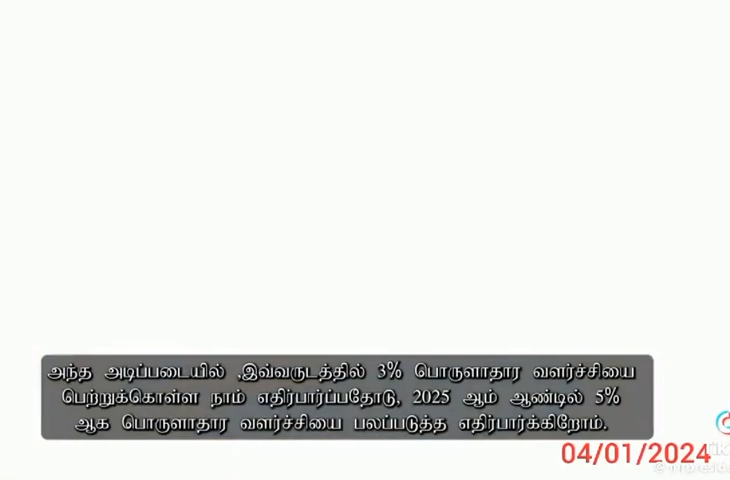 அந்த அடிப்படையில் ,இவ்வருடத்தில் 3% பொருளாதார வளர்ச்சியை
பெற்றுக்கொள்ள நாம் எதிர்பார்ப்பதோடு, 2025 ஆம் ஆண்டில் 5%
ஆக பொருளாதார வளர்ச்சியை பலப்படுத்த எதிர்பார்க்கிறோம்.
04/01/2024